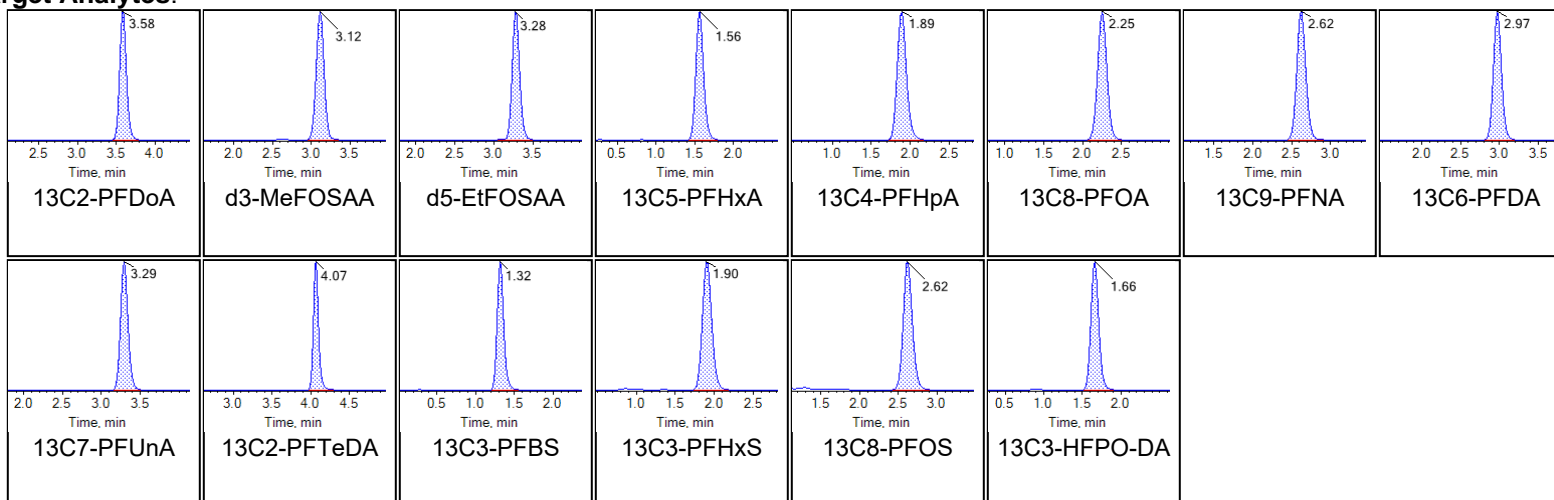 rget Analytes:
3.58 3.12 3.28 1.56 1.89 2.25 2.62 2.97
2.5 3.0 3.5 4.0 2.0 2.5 3.0 3.5 2.0 2.5 3.0 3.5 0.5 1.0 1.5 2.0 1.0 1.5 2.0 2.5 1.0 1.5 2.0 2.5 1.5 2.0 2.5 3.0 2.0 2.5 3.0 3.5
Time, min Time, min Time, min Time, min Time, min Time, min Time, min Time, min
13C2-PFDoA d3-MeFOSAA d5-EtFOSAA 13C5-PFHxA 13C4-PFHpA 13C8-PFOA 13C9-PFNA 13C6-PFDA
3.29 4.07 1.32 1.90 2.62 1.66
2.0 2.5 3.0 3.5 3.0 3.5 4.0 4.5 0.5 1.0 1.5 2.0 1.0 1.5 2.0 2.5 1.5 2.0 2.5 3.0 0.5 1.0 1.5 2.0
Time, min Time, min Time, min Time, min Time, min Time, min
13C7-PFUnA 13C2-PFTeDA 13C3-PFBS 13C3-PFHxS 13C8-PFOS 13C3-HFPO-DA